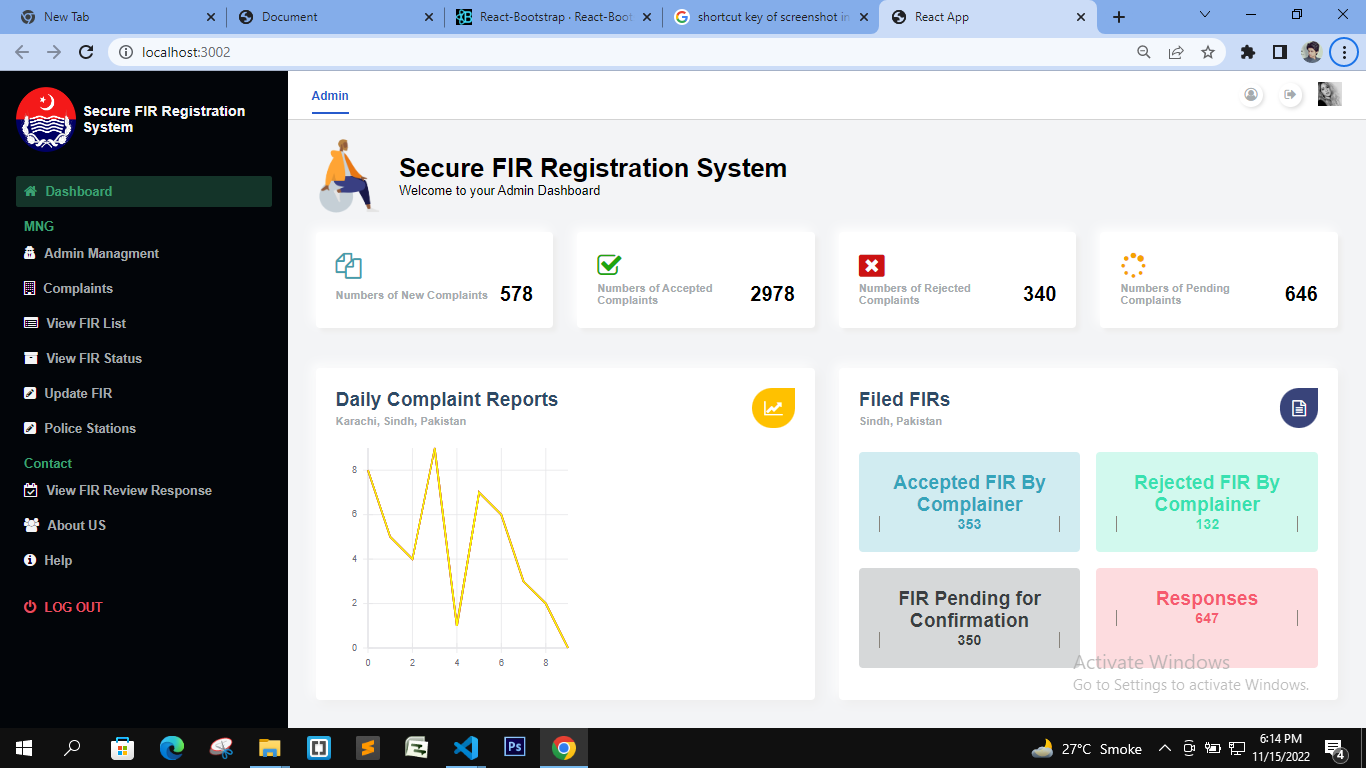 New Tab
Document
React-Bootstrap · React-Boot
shortcut key of screenshot in
React App
localhost:3002
Secure FIR Registration
System
Admin
Dashboard
MNG
Admin Managment
Complaints
View FIR List
View FIR Status
Update FIR
Police Stations
Contact
View FIR Review Response
About US
Help
LOG OUT
Secure FIR Registration System
Welcome to your Admin Dashboard
Numbers of New Complaints 578
Numbers of Accepted
Complaints
2978
Numbers of Rejected
Complaints
340
Numbers of Pending
Complaints
646
Daily Complaint Reports
Karachi, Sindh, Pakistan
8
6
4
2
0
0 2 4 6 8
Filed FIRs
Sindh, Pakistan
Accepted FIR By
Complainer
353
Rejected FIR By
Complainer
132
FIR Pending for
Confirmation
350
Responses
647
Activate Windows
Go to Settings to activate Windows.
Ps
27°C Smoke
6:14 PM
11/15/2022
4